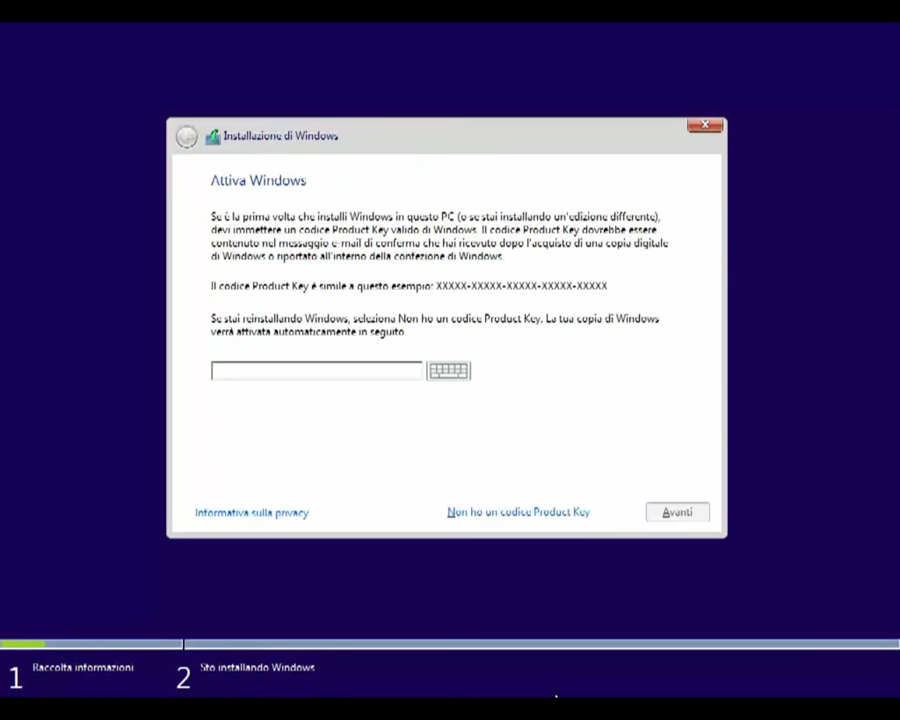 Installazione di Windows
Attiva Windows
Se è la prima volta che installi Windows in questo PC (o se stai installando un'edizione differente),
devi immettere un codice Product Key valido di Windows. Il codice Product Key dovrebbe essere
contenuto nel messaggio e-mail di conferma che hai ricevuto dopo l'acquisto di una copia digitale
di Windows o riportato all'interno della confezione di Windows.
Il codice Product Key è simile a questo esempio: XXXXX-XXXXX-XXXXX-XXXXX-XXXXX
Se stai reinstallando Windows, seleziona Non ho un codice Product Key. La tua copia di Windows
verrà attivata automaticamente in seguito.
Informativa sulla privacy
Non ho un codice Product Key
Avanti
1 Raccolta informazioni
2 Sto installando Windows